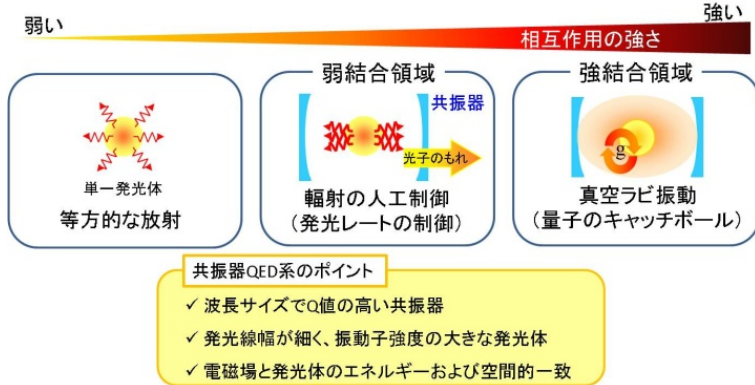 弱い
強い
相互作用の強さ
弱結合領域
強結合領域
共振器
光子のもれ
g
単一発光体
等方的な放射
輻射の人工制御
(発光レートの制御)
真空ラビ振動
(量子のキャッチボール)
共振器QED系のポイント
✓ 波長サイズでQ値の高い共振器
✓ 発光線幅が細く、振動子強度の大きな発光体
✓ 電磁場と発光体のエネルギーおよび空間的一致